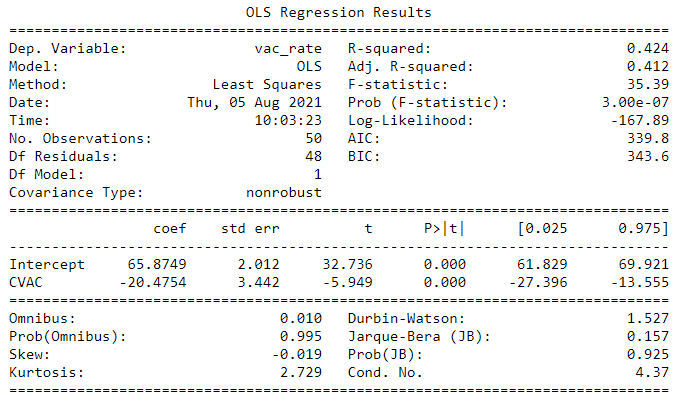 OLS Regression Results
==============================================================================
Dep. Variable:               vac_rate   R-squared:                       0.424
Model:                            OLS   Adj. R-squared:                  0.412
Method:                 Least Squares   F-statistic:                     35.39
Date:                Thu, 05 Aug 2021   Prob (F-statistic):           3.00e-07
Time:                        10:03:23   Log-Likelihood:                -167.89
No. Observations:                  50   AIC:                             339.8
Df Residuals:                      48   BIC:                             343.6
Df Model:                           1
Covariance Type:            nonrobust
==============================================================================
                 coef    std err          t      P>|t|      [0.025      0.975]
------------------------------------------------------------------------------
Intercept     65.8749      2.012     32.736      0.000      61.829      69.921
CVAC         -20.4754      3.442     -5.949      0.000     -27.396     -13.555
==============================================================================
Omnibus:                        0.010   Durbin-Watson:                   1.527
Prob(Omnibus):                  0.995   Jarque-Bera (JB):                0.157
Skew:                          -0.019   Prob(JB):                        0.925
Kurtosis:                       2.729   Cond. No.                         4.37
==============================================================================